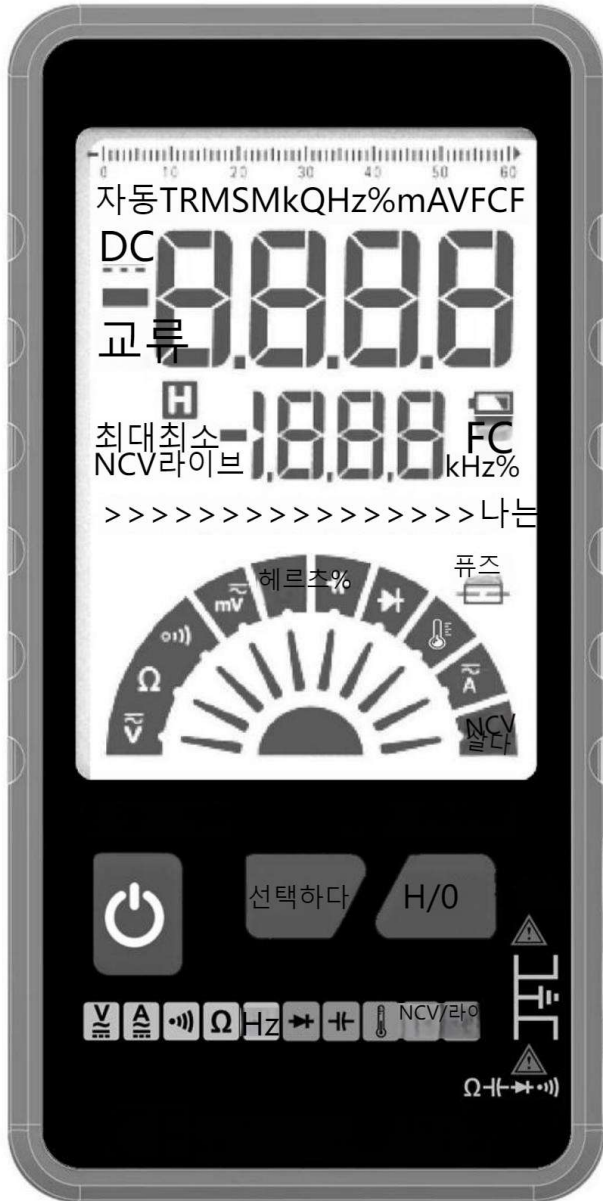 0 10 20 30 40 50 60
자동TRMSMkQHz%mAVFCF
DC
-8.8.8.8
교류
H
최대최소
-1,8,8,8
FC
NCV라이브
kHz%
>>>>>>>>>>>>>>>>나는
퓨즈
헤르츠%
mV
Ω
V
A
NCV
살다
선택하다
H/0
V A Ω Hz NCV/라이
Ω